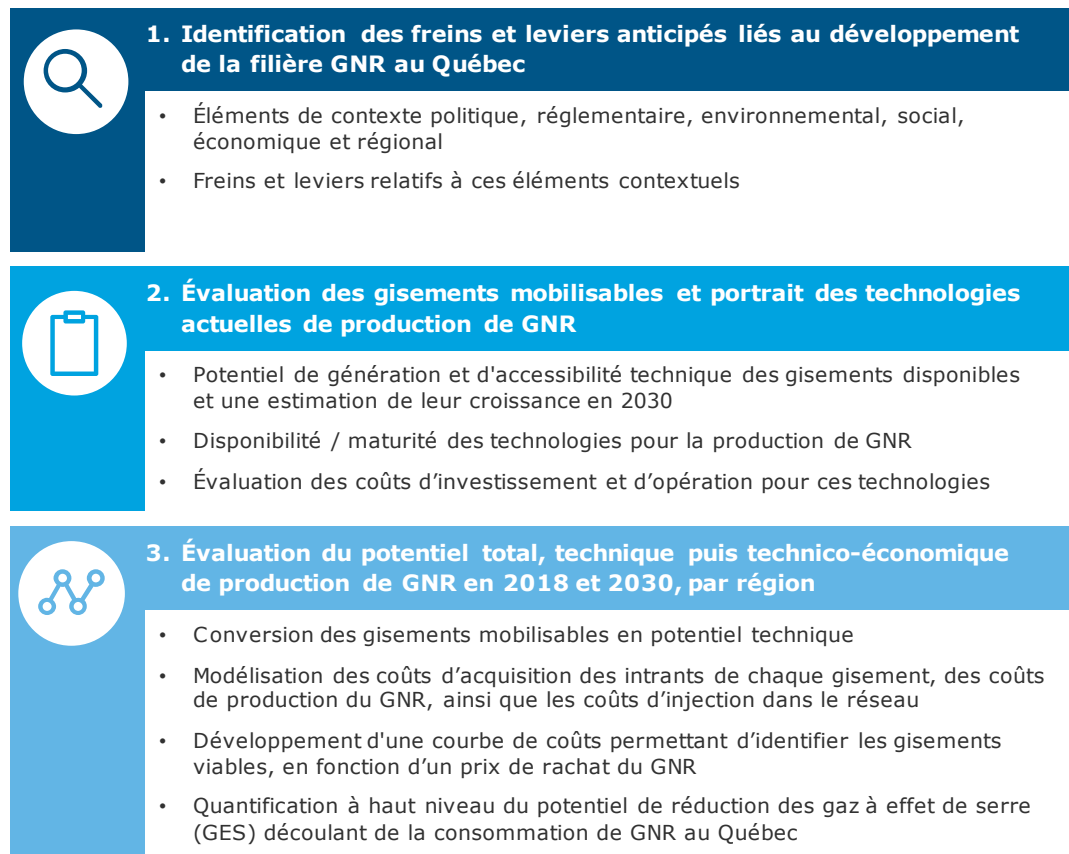 1. Identification des freins et leviers anticipés liés au développement
de la filière GNR au Québec
• Éléments de contexte politique, réglementaire, environnemental, social,
économique et régional
• Freins et leviers relatifs à ces éléments contextuels
2. Évaluation des gisements mobilisables et portrait des technologies
actuelles de production de GNR
• Potentiel de génération et d'accessibilité technique des gisements disponibles
et une estimation de leur croissance en 2030
• Disponibilité / maturité des technologies pour la production de GNR
• Évaluation des coûts d’investissement et d’opération pour ces technologies
3. Évaluation du potentiel total, technique puis technico-économique
de production de GNR en 2018 et 2030, par région
• Conversion des gisements mobilisables en potentiel technique
• Modélisation des coûts d’acquisition des intrants de chaque gisement, des coûts
de production du GNR, ainsi que les coûts d’injection dans le réseau
• Développement d'une courbe de coûts permettant d’identifier les gisements
viables, en fonction d’un prix de rachat du GNR
• Quantification à haut niveau du potentiel de réduction des gaz à effet de serre
(GES) découlant de la consommation de GNR au Québec